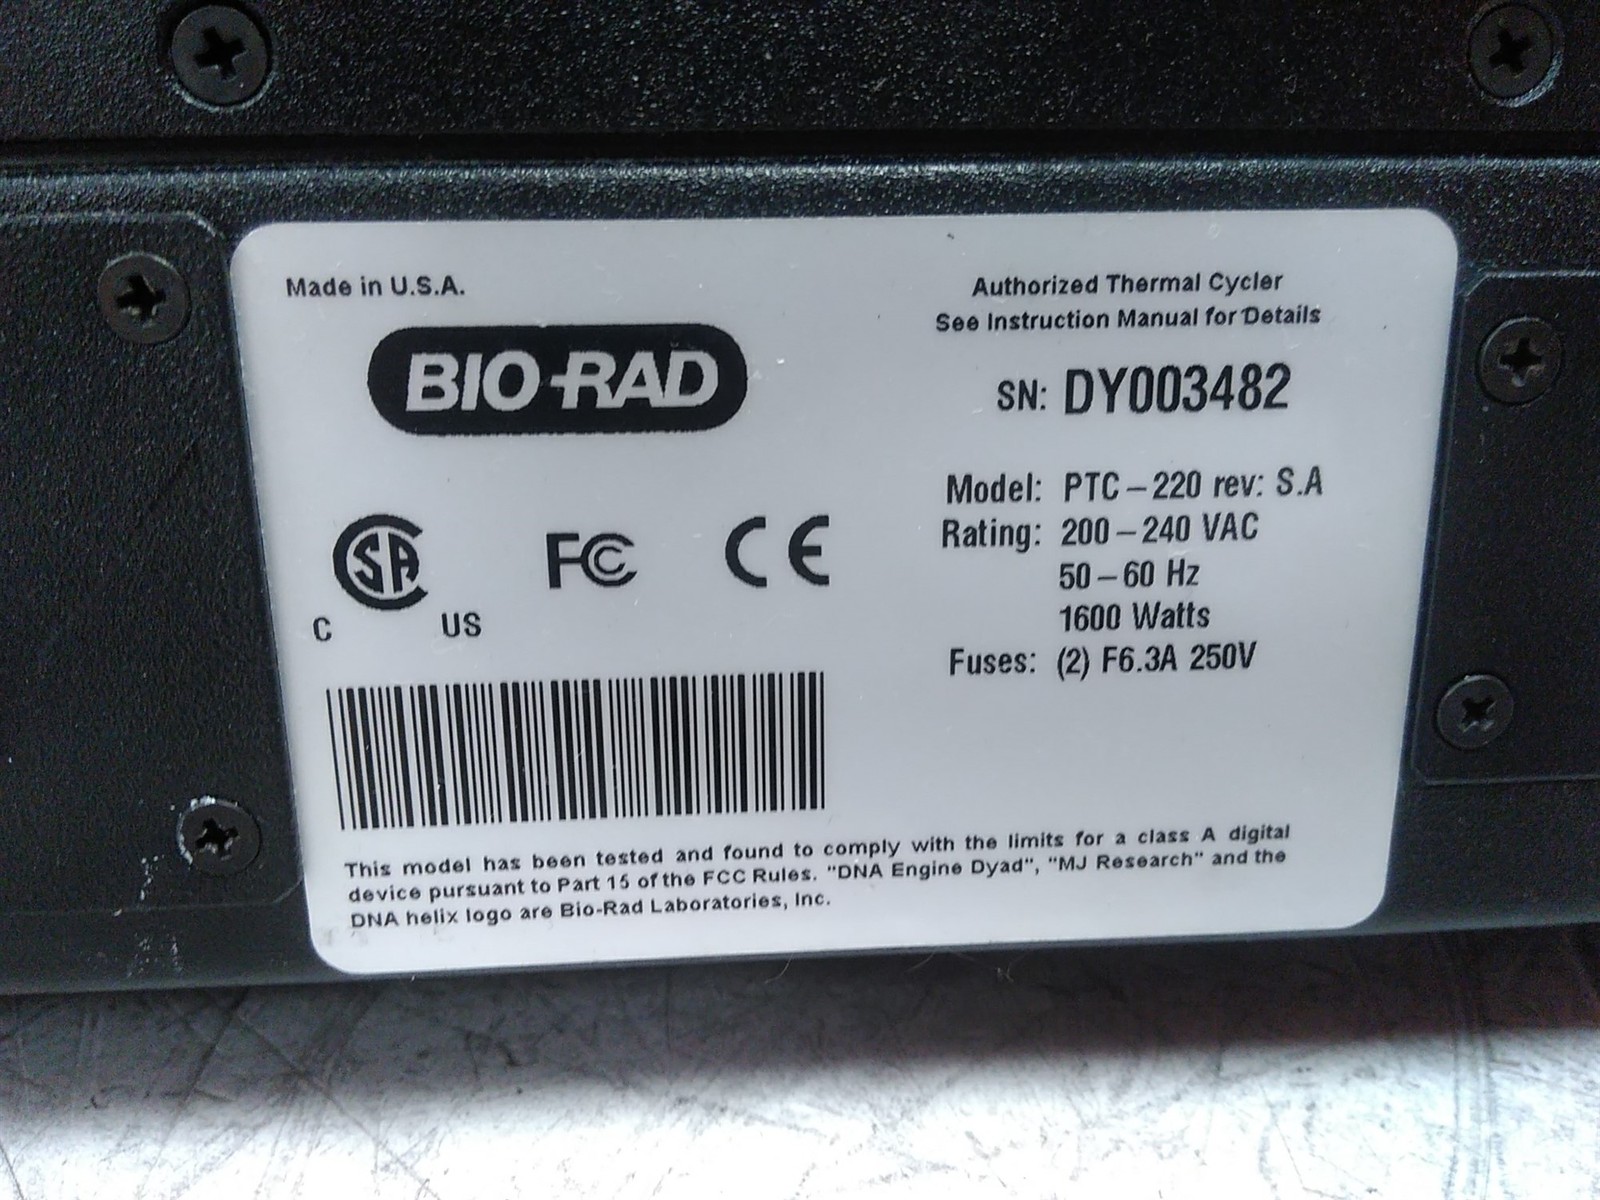 Made in U.S.A.
BIO-RAD
C SA US
FC CE
Authorized Thermal Cycler
See Instruction Manual for Details
SN: DY003482
Model: PTC-220 rev: S.A
Rating: 200-240 VAC
50-60 Hz
1600 Watts
Fuses: (2) F6.3A 250V
This model has been tested and found to comply with the limits for a class A digital
device pursuant to Part 15 of the FCC Rules. "DNA Engine Dyad", "MJ Research" and the
DNA helix logo are Bio-Rad Laboratories, Inc.